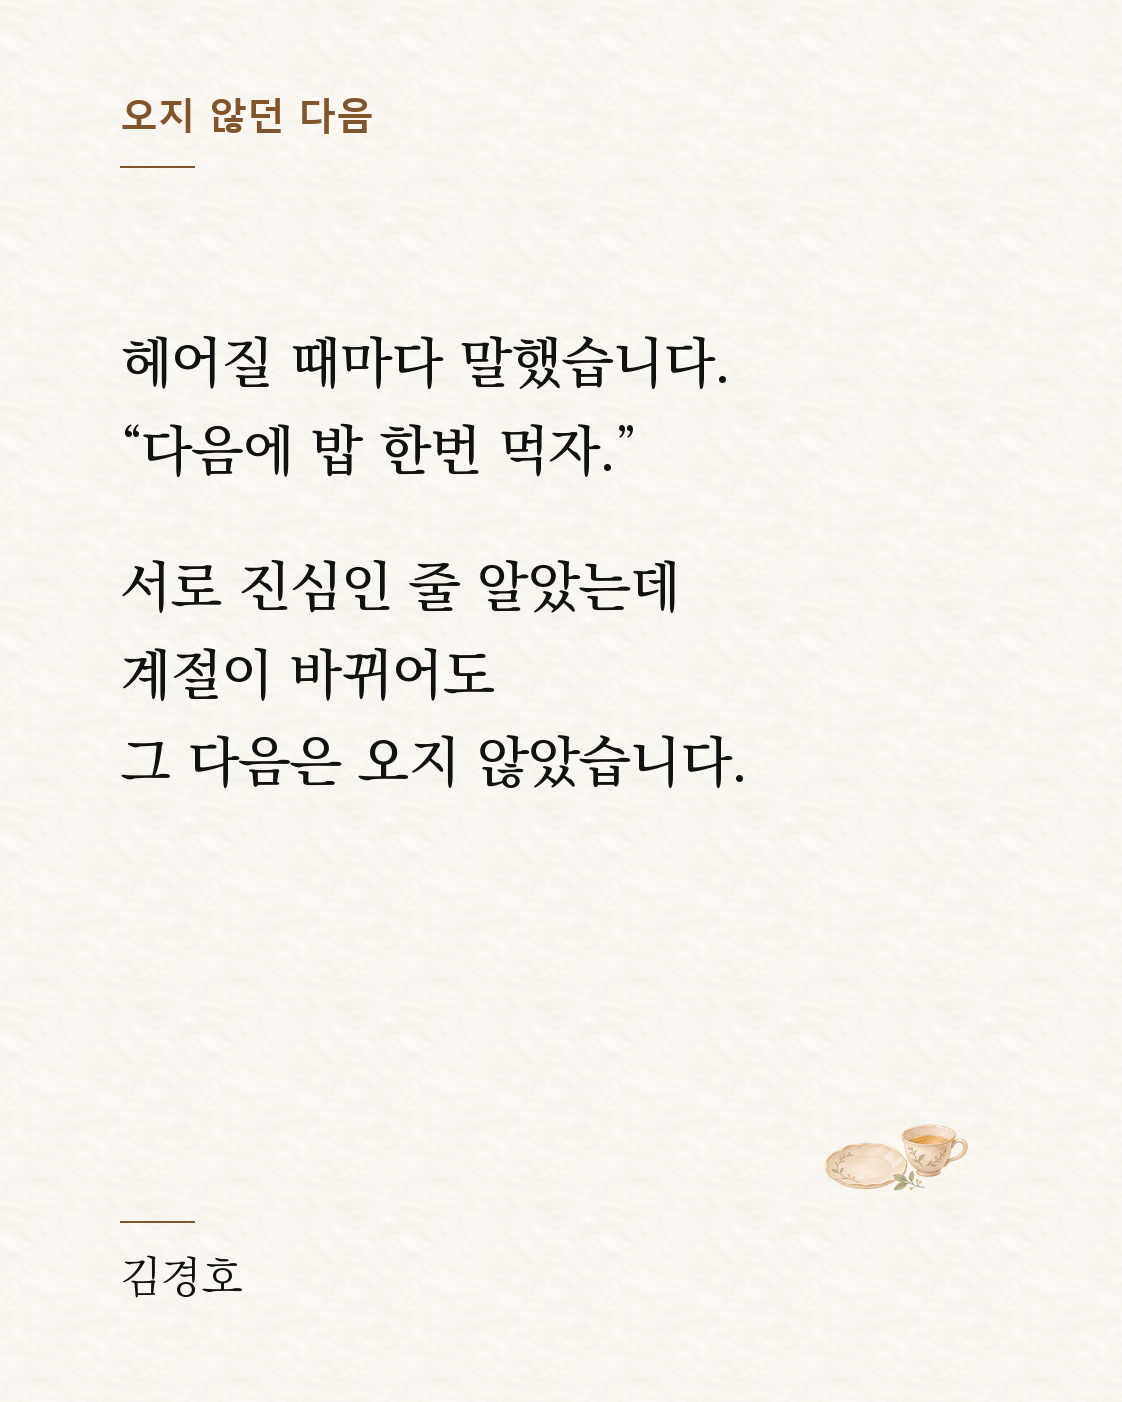 오지 않던 다음
헤어질 때마다 말했습니다.
“다음에 밥 한번 먹자.”
서로 진심인 줄 알았는데
계절이 바뀌어도
그 다음은 오지 않았습니다.
김경호